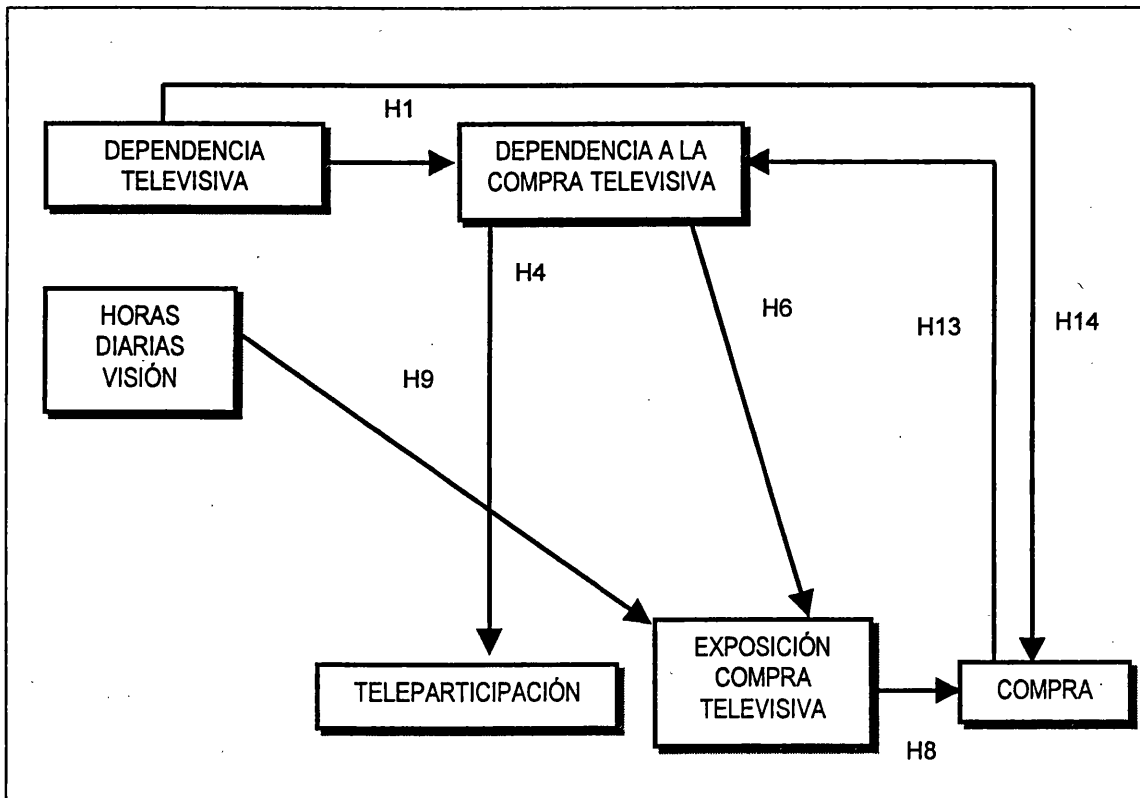 H1
DEPENDENCIA
TELEVISIVA
DEPENDENCIA A LA
COMPRA TELEVISIVA
H4
HORAS
DIARIAS
VISIÓN
H6
H13
H14
H9
EXPOSICIÓN
COMPRA
TELEVISIVA
TELEPARTICIPACIÓN
COMPRA
H8